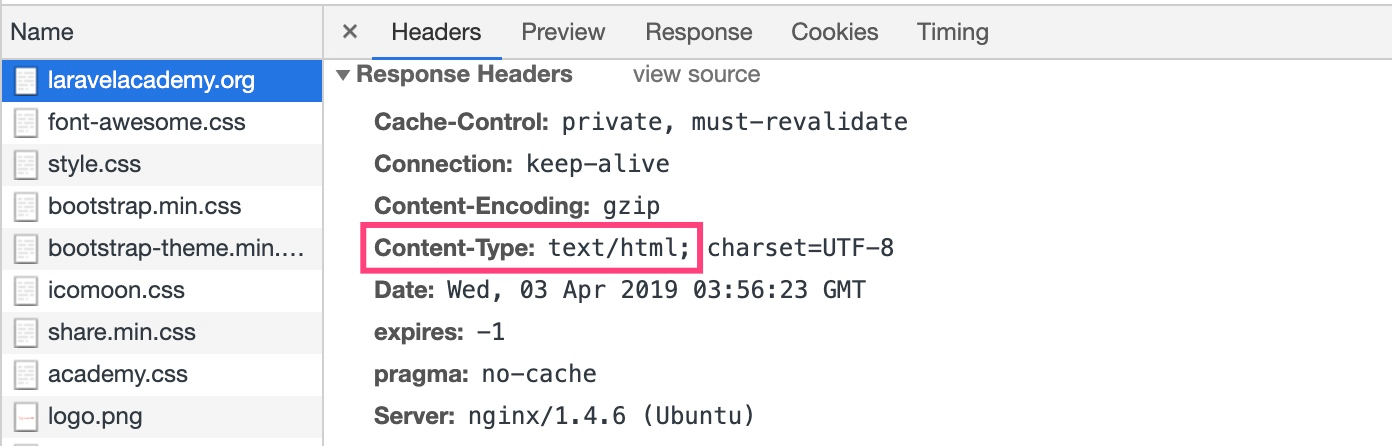 Name
× Headers Preview Response Cookies Timing
laravelacademy.org
font-awesome.css
style.css
bootstrap.min.css
bootstrap-theme.min.…
icomoon.css
share.min.css
academy.css
logo.png
▼ Response Headers view source
Cache-Control: private, must-revalidate
Connection: keep-alive
Content-Encoding: gzip
Content-Type: text/html; charset=UTF-8
Date: Wed, 03 Apr 2019 03:56:23 GMT
expires: -1
pragma: no-cache
Server: nginx/1.4.6 (Ubuntu)